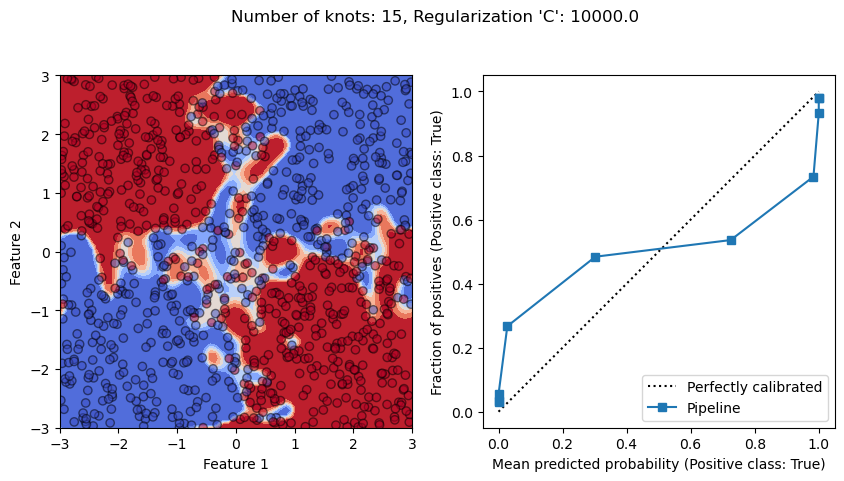 Number of knots: 15, Regularization 'C': 10000.0
3
2
1
0
−1
−2
−3
Feature 2
−3 −2 −1 0 1 2 3
Feature 1
1.0
0.8
0.6
0.4
0.2
0.0
Fraction of positives (Positive class: True)
Perfectly calibrated
Pipeline
0.0 0.2 0.4 0.6 0.8 1.0
Mean predicted probability (Positive class: True)